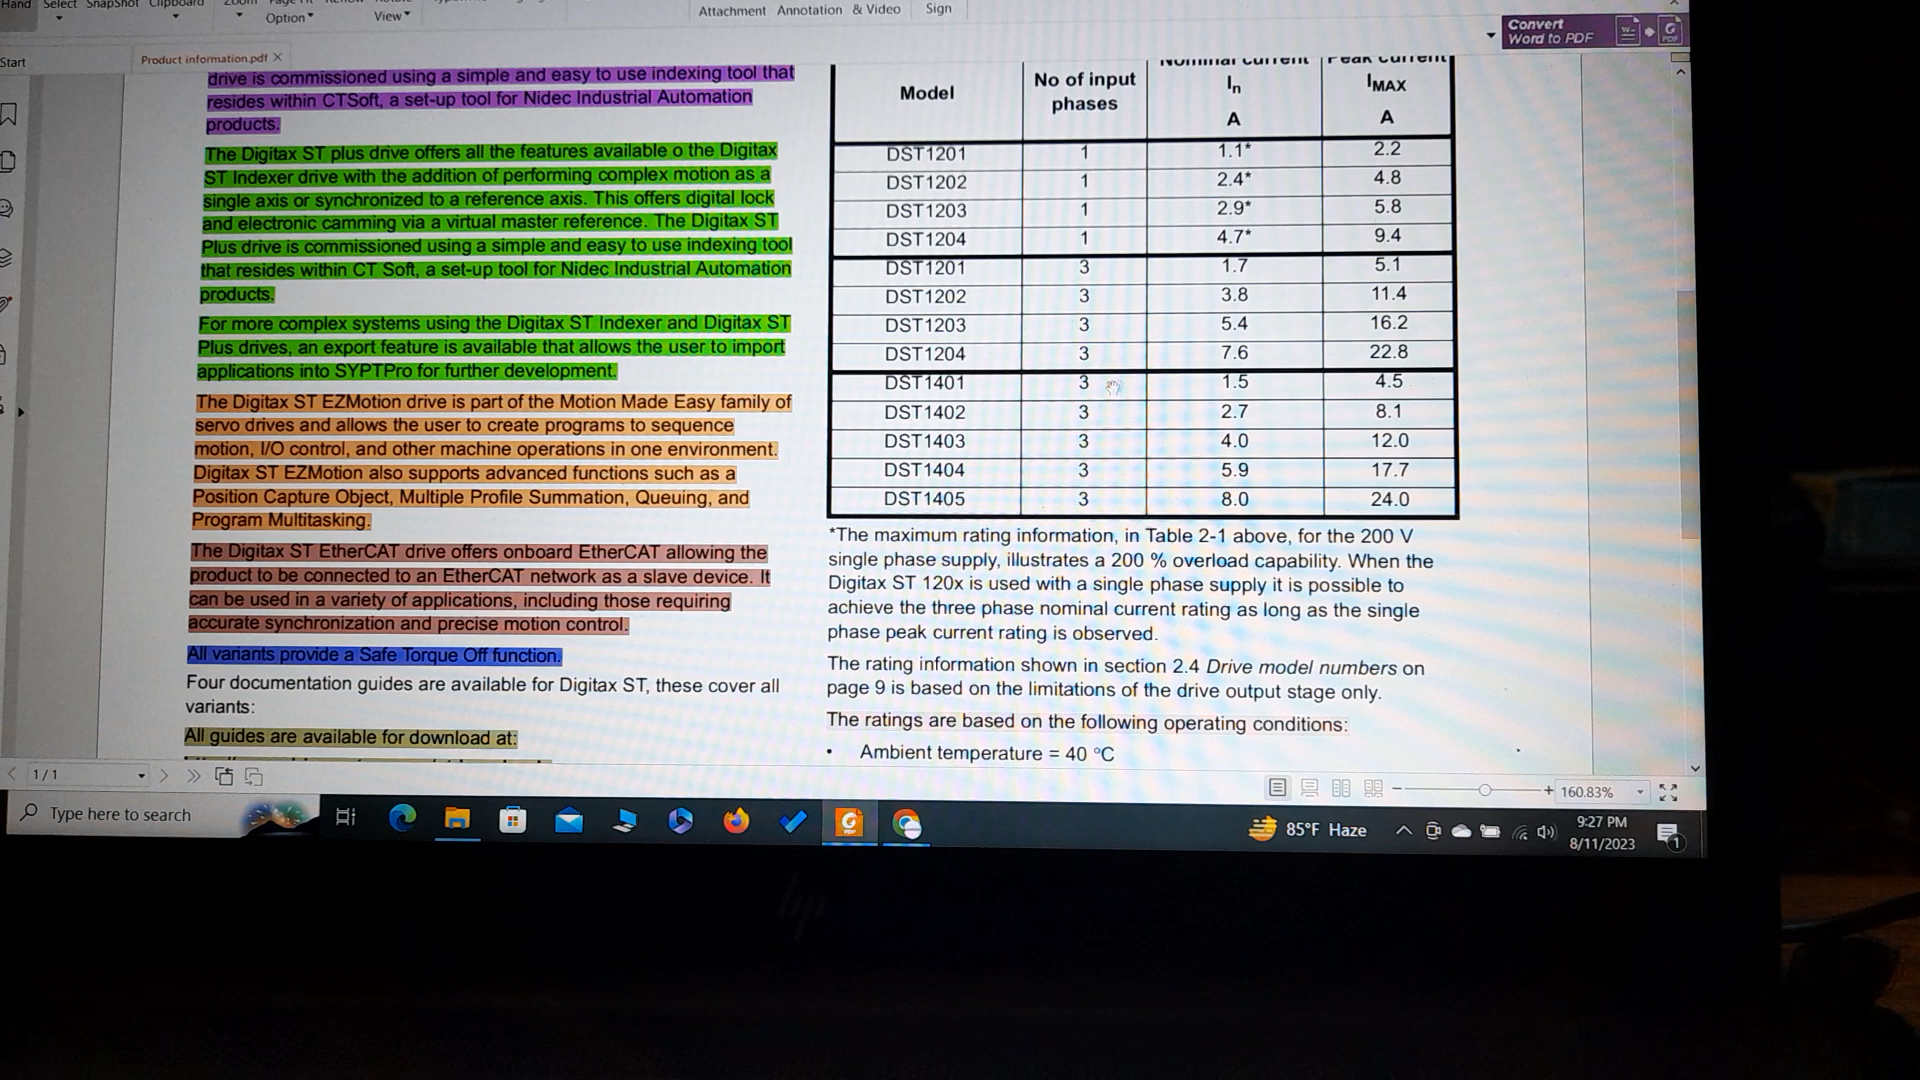 Hand Select SnapShot Clipboard
Option
View
Attachment Annotation & Video Sign
Convert
Word to PDF
Start
Product information.pdf
drive is commissioned using a simple and easy to use indexing tool that
resides within CTSoft, a set-up tool for Nidec Industrial Automation
products.
The Digitax ST plus drive offers all the features available o the Digitax
ST Indexer drive with the addition of performing complex motion as a
single axis or synchronized to a reference axis. This offers digital lock
and electronic camming via a virtual master reference. The Digitax ST
Plus drive is commissioned using a simple and easy to use indexing tool
that resides within CT Soft, a set-up tool for Nidec Industrial Automation
products.
For more complex systems using the Digitax ST Indexer and Digitax ST
Plus drives, an export feature is available that allows the user to import
applications into SYPTPro for further development.
The Digitax ST EZMotion drive is part of the Motion Made Easy family of
servo drives and allows the user to create programs to sequence
motion, I/O control, and other machine operations in one environment.
Digitax ST EZMotion also supports advanced functions such as a
Position Capture Object, Multiple Profile Summation, Queuing, and
Program Multitasking.
The Digitax ST EtherCAT drive offers onboard EtherCAT allowing the
product to be connected to an EtherCAT network as a slave device. It
can be used in a variety of applications, including those requiring
accurate synchronization and precise motion control.
All variants provide a Safe Torque Off function.
Four documentation guides are available for Digitax ST, these cover all
variants:
All guides are available for download at:
Model No of input phases Nominal current In A Peak current IMAX A
DST1201 1 1.1* 2.2
DST1202 1 2.4* 4.8
DST1203 1 2.9* 5.8
DST1204 1 4.7* 9.4
DST1201 3 1.7 5.1
DST1202 3 3.8 11.4
DST1203 3 5.4 16.2
DST1204 3 7.6 22.8
DST1401 3 1.5 4.5
DST1402 3 2.7 8.1
DST1403 3 4.0 12.0
DST1404 3 5.9 17.7
DST1405 3 8.0 24.0
*The maximum rating information, in Table 2-1 above, for the 200 V
single phase supply, illustrates a 200 % overload capability. When the
Digitax ST 120x is used with a single phase supply it is possible to
achieve the three phase nominal current rating as long as the single
phase peak current rating is observed.
The rating information shown in section 2.4 Drive model numbers on
page 9 is based on the limitations of the drive output stage only.
The ratings are based on the following operating conditions:
• Ambient temperature = 40 °C
1 / 1
160.83%
Type here to search
85°F Haze
9:27 PM
8/11/2023
1
hp